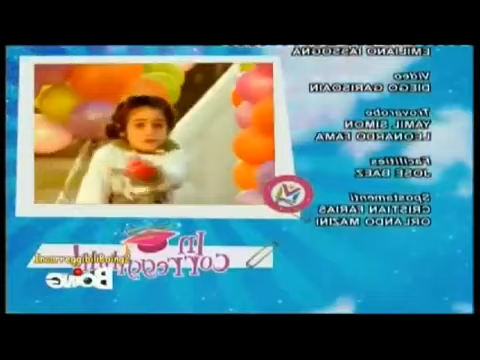 EMILIANO IASSOGNA
Video
DIEGO GARISOAIN
Trovarobe
YAMIL SIMON
LEONARDO FAMA
Facilities
JOSE BAEZ
Spostamenti
CRISTIAN FARIAS
ORLANDO MAZINI
In
Boing